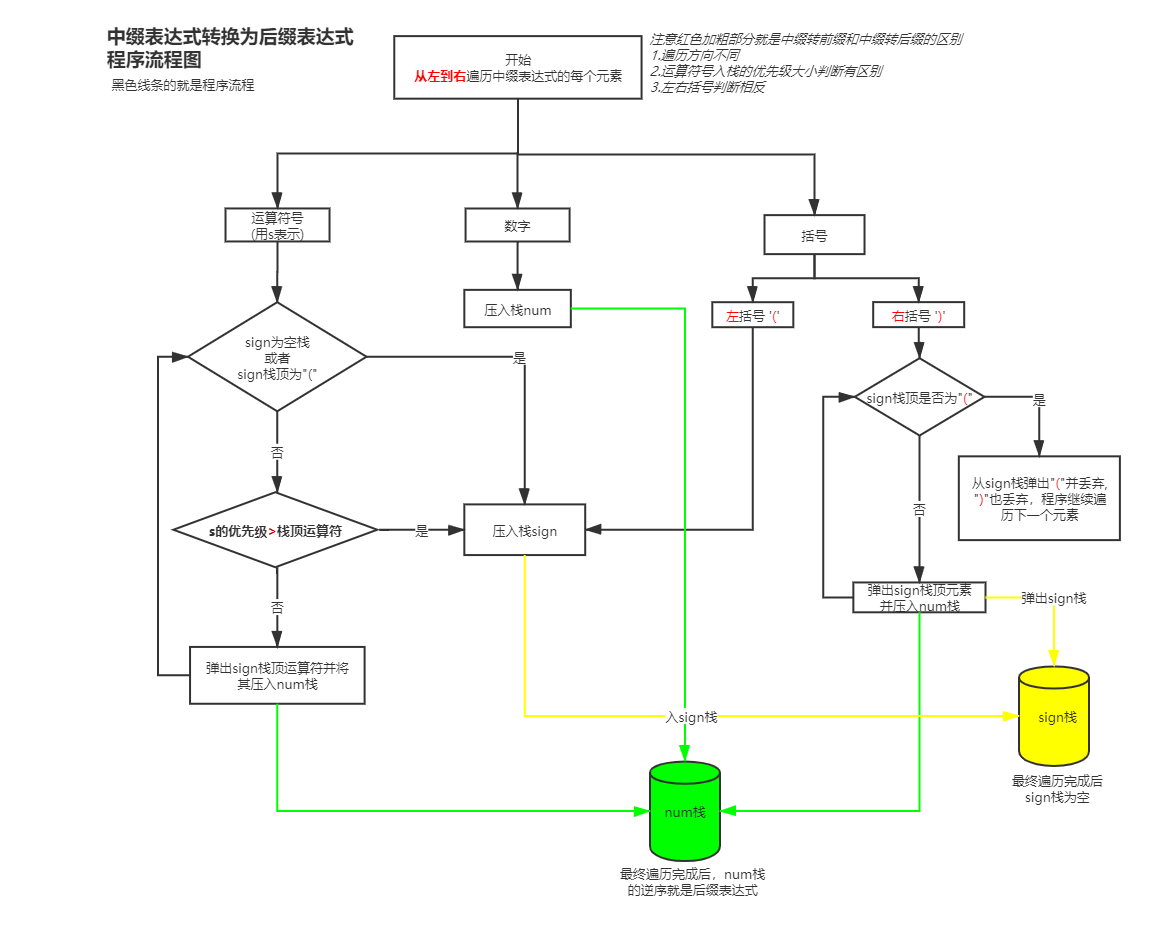 中缀表达式转换为后缀表达式
程序流程图
黑色线条的就是程序流程
开始
从左到右遍历中缀表达式的每个元素
注意红色加粗部分就是中缀转前缀和中缀转后缀的区别
1.遍历方向不同
2.运算符号入栈的优先级大小判断有区别
3.左右括号判断相反
运算符号
(用s表示)
数字
括号
压入栈num
左括号 '('
右括号 ')'
sign为空栈
或者
sign栈顶为"("
是
sign栈顶是否为"("
是
否
从sign栈弹出"("并丢弃,
")"也丢弃，程序继续遍
历下一个元素
否
s的优先级>栈顶运算符
是
压入栈sign
否
弹出sign栈顶元素
并压入num栈
弹出sign栈
弹出sign栈顶运算符并将
其压入num栈
入sign栈
sign栈
最终遍历完成后
sign栈为空
num栈
最终遍历完成后，num栈
的逆序就是后缀表达式